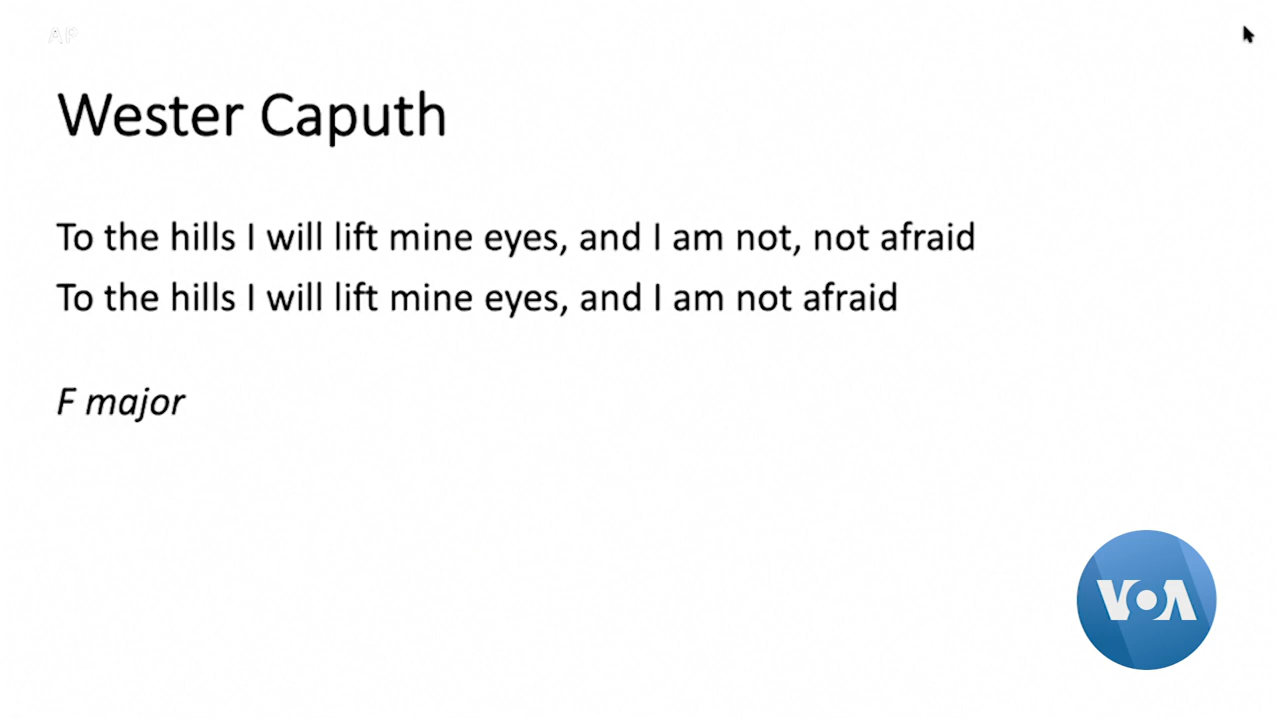 AP
Wester Caputh
To the hills I will lift mine eyes, and I am not, not afraid
To the hills I will lift mine eyes, and I am not afraid
F major
VOA